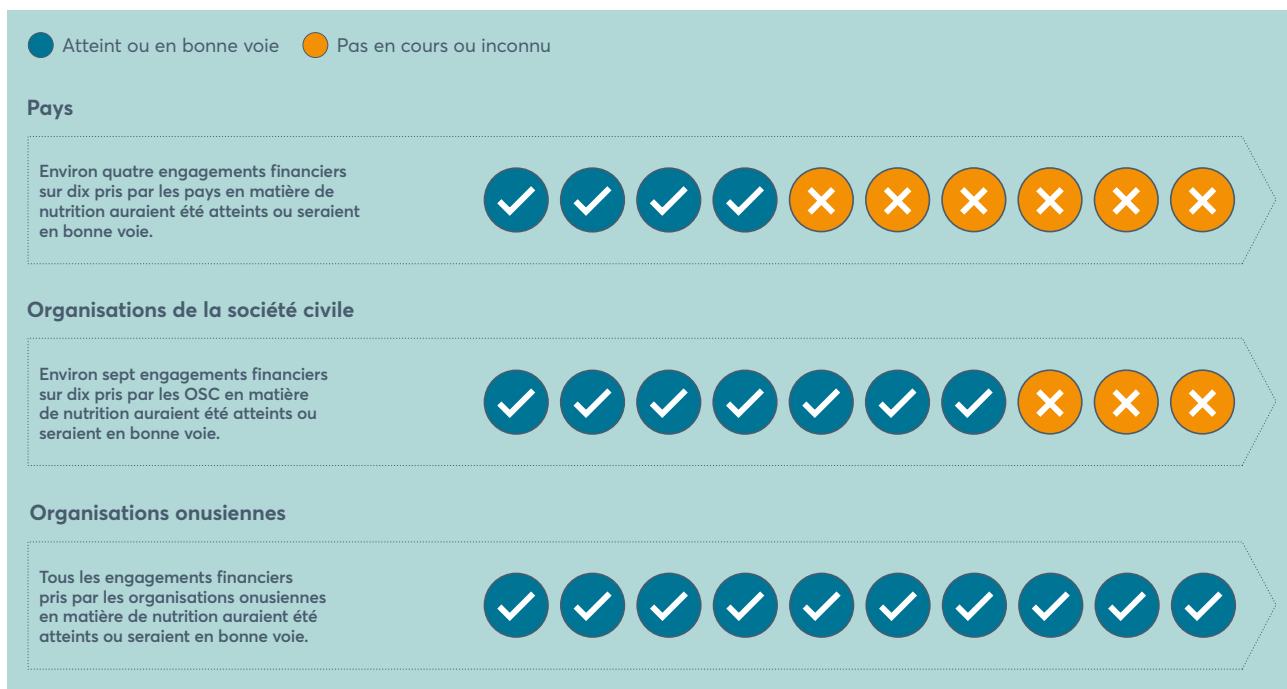 Atteint ou en bonne voie Pas en cours ou inconnu
Pays
Environ quatre engagements financiers
sur dix pris par les pays en matière de
nutrition auraient été atteints ou seraient
en bonne voie.
Organisations de la société civile
Environ sept engagements financiers
sur dix pris par les OSC en matière
de nutrition auraient été atteints ou
seraient en bonne voie.
Organisations onusiennes
Tous les engagements financiers
pris par les organisations onusiennes
en matière de nutrition auraient été
atteints ou seraient en bonne voie.